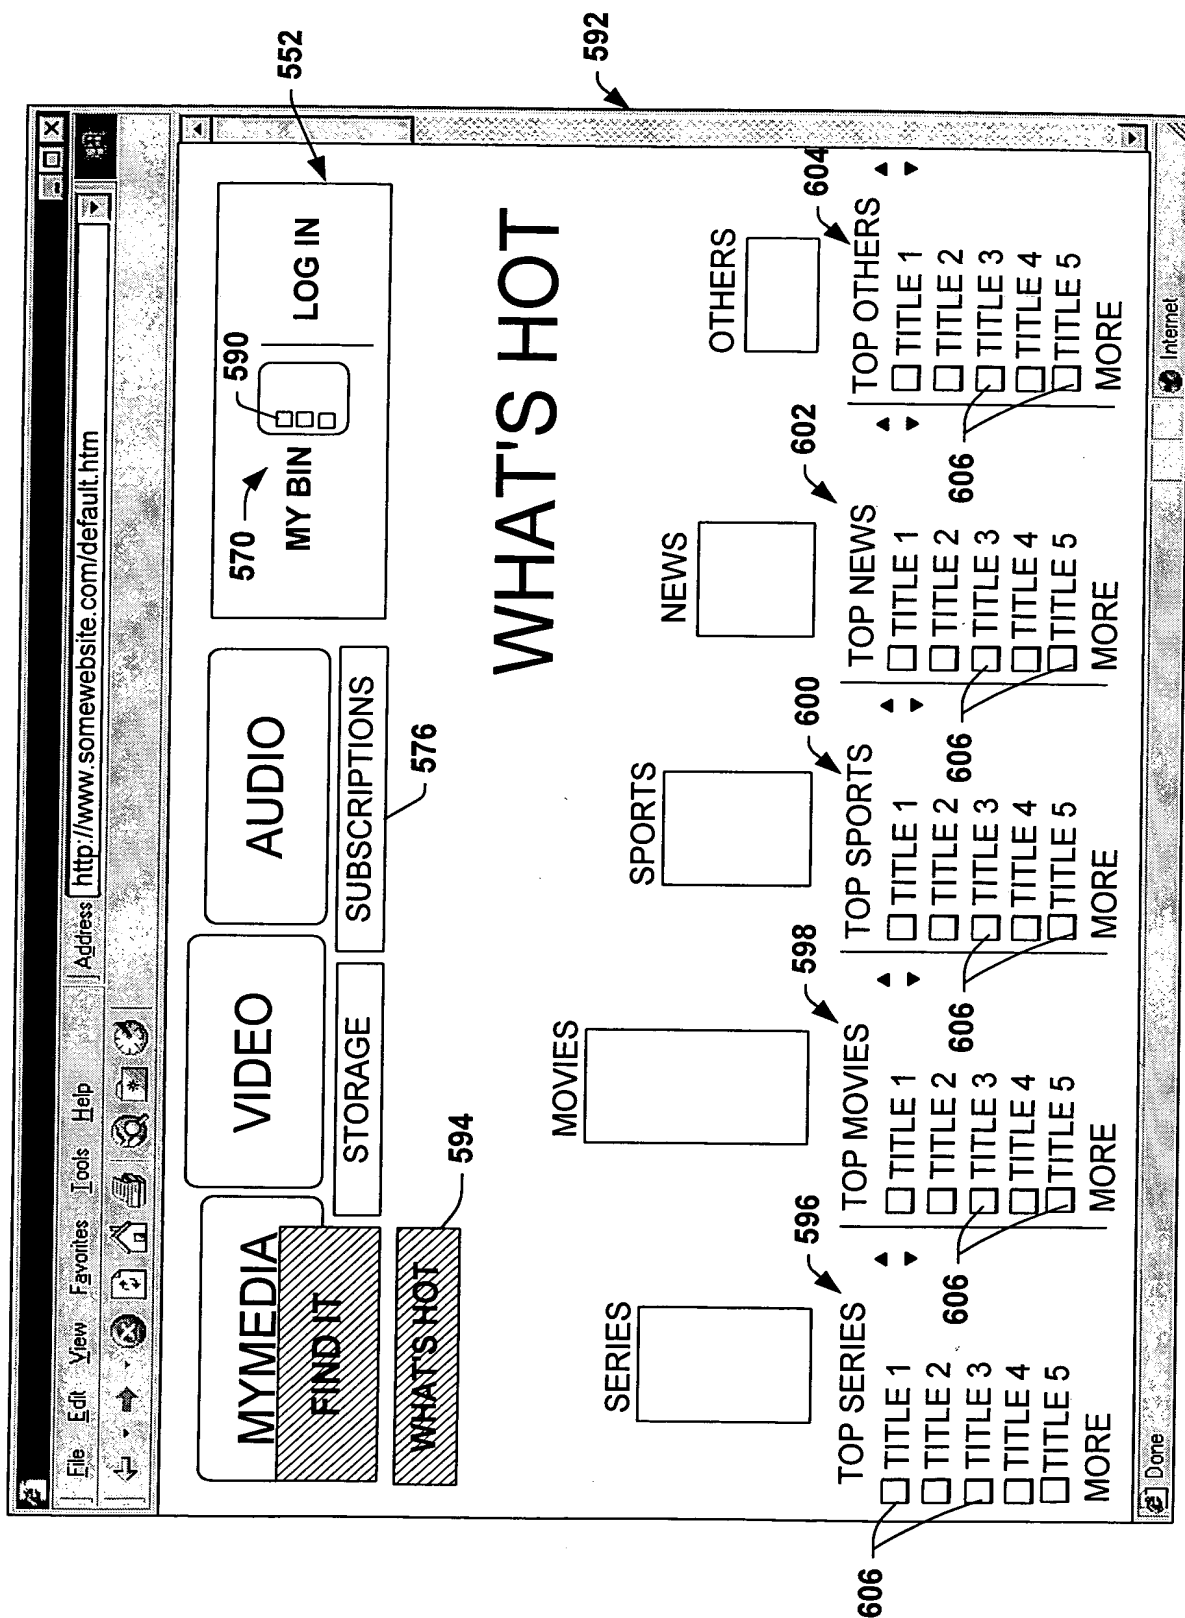 File Edit View Favorites Tools Help
Address http://www.somewebsite.com/default.htm
552
592
MYMEDIA
VIDEO
AUDIO
570
MY BIN
590
LOG IN
FIND IT
STORAGE
SUBSCRIPTIONS
576
WHAT'S HOT
594
WHAT'S HOT
SERIES
MOVIES
SPORTS
NEWS
OTHERS
596
598
600
602
604
TOP SERIES
TITLE 1
TITLE 2
TITLE 3
TITLE 4
TITLE 5
MORE
606
606
TOP MOVIES
TITLE 1
TITLE 2
TITLE 3
TITLE 4
TITLE 5
MORE
606
TOP SPORTS
TITLE 1
TITLE 2
TITLE 3
TITLE 4
TITLE 5
MORE
606
TOP NEWS
TITLE 1
TITLE 2
TITLE 3
TITLE 4
TITLE 5
MORE
606
TOP OTHERS
TITLE 1
TITLE 2
TITLE 3
TITLE 4
TITLE 5
MORE
Done
Internet